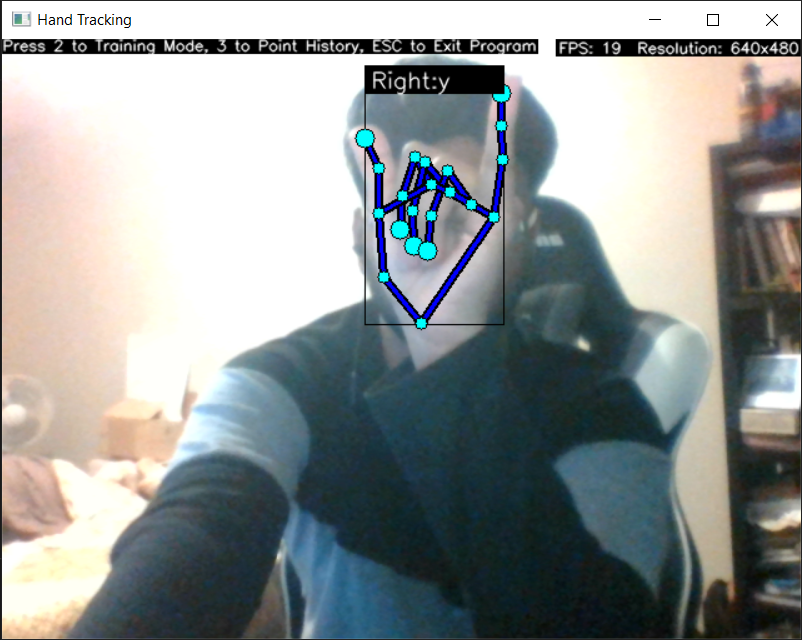 Hand Tracking
Press 2 to Training Mode, 3 to Point History, ESC to Exit Program
FPS: 19 Resolution: 640x480
Right:y